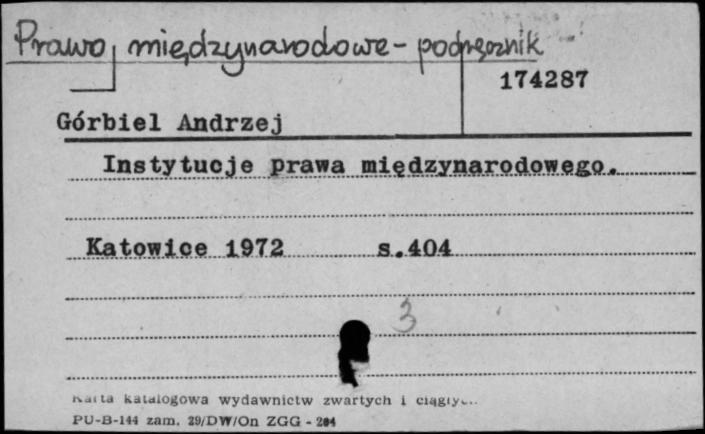 Prawo międzynarodowe - podręcznik
174287
Górbiel Andrzej
Instytucje prawa międzynarodowego.
Katowice 1972 s.404
3
Karta katalogowa wydawnictw zwartych i ciągłych
PU-B-144 zam. 29/DW/On ZGG - 204